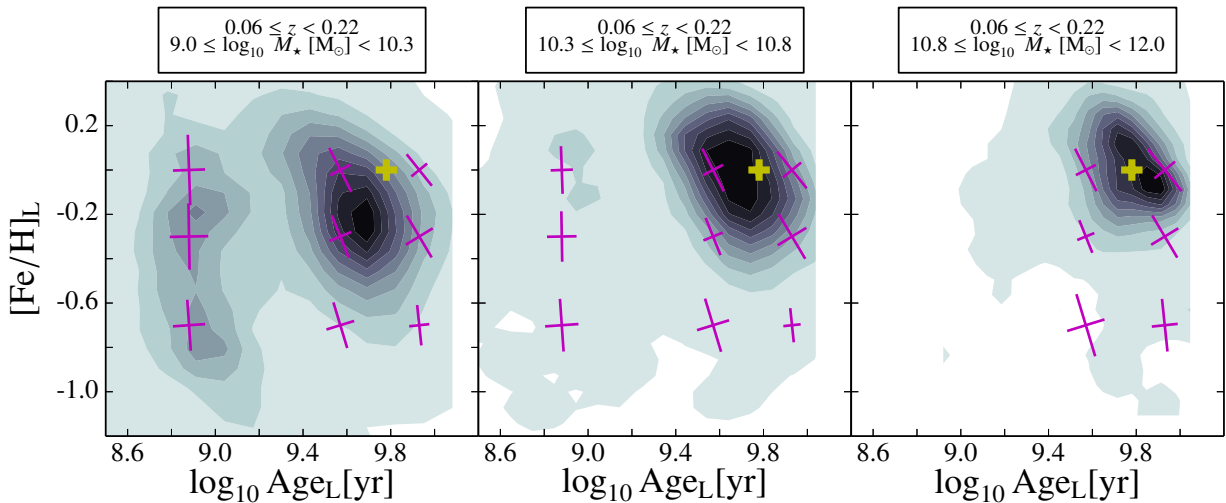 0.06 ≤ z < 0.22
9.0 ≤ log₁₀ M⋆ [M⊙] < 10.3
0.06 ≤ z < 0.22
10.3 ≤ log₁₀ M⋆ [M⊙] < 10.8
0.06 ≤ z < 0.22
10.8 ≤ log₁₀ M⋆ [M⊙] < 12.0
[Fe/H]L
0.2
-0.2
-0.6
-1.0
8.6 9.0 9.4 9.8
8.6 9.0 9.4 9.8
8.6 9.0 9.4 9.8
log₁₀ AgeL[yr]
log₁₀ AgeL[yr]
log₁₀ AgeL[yr]